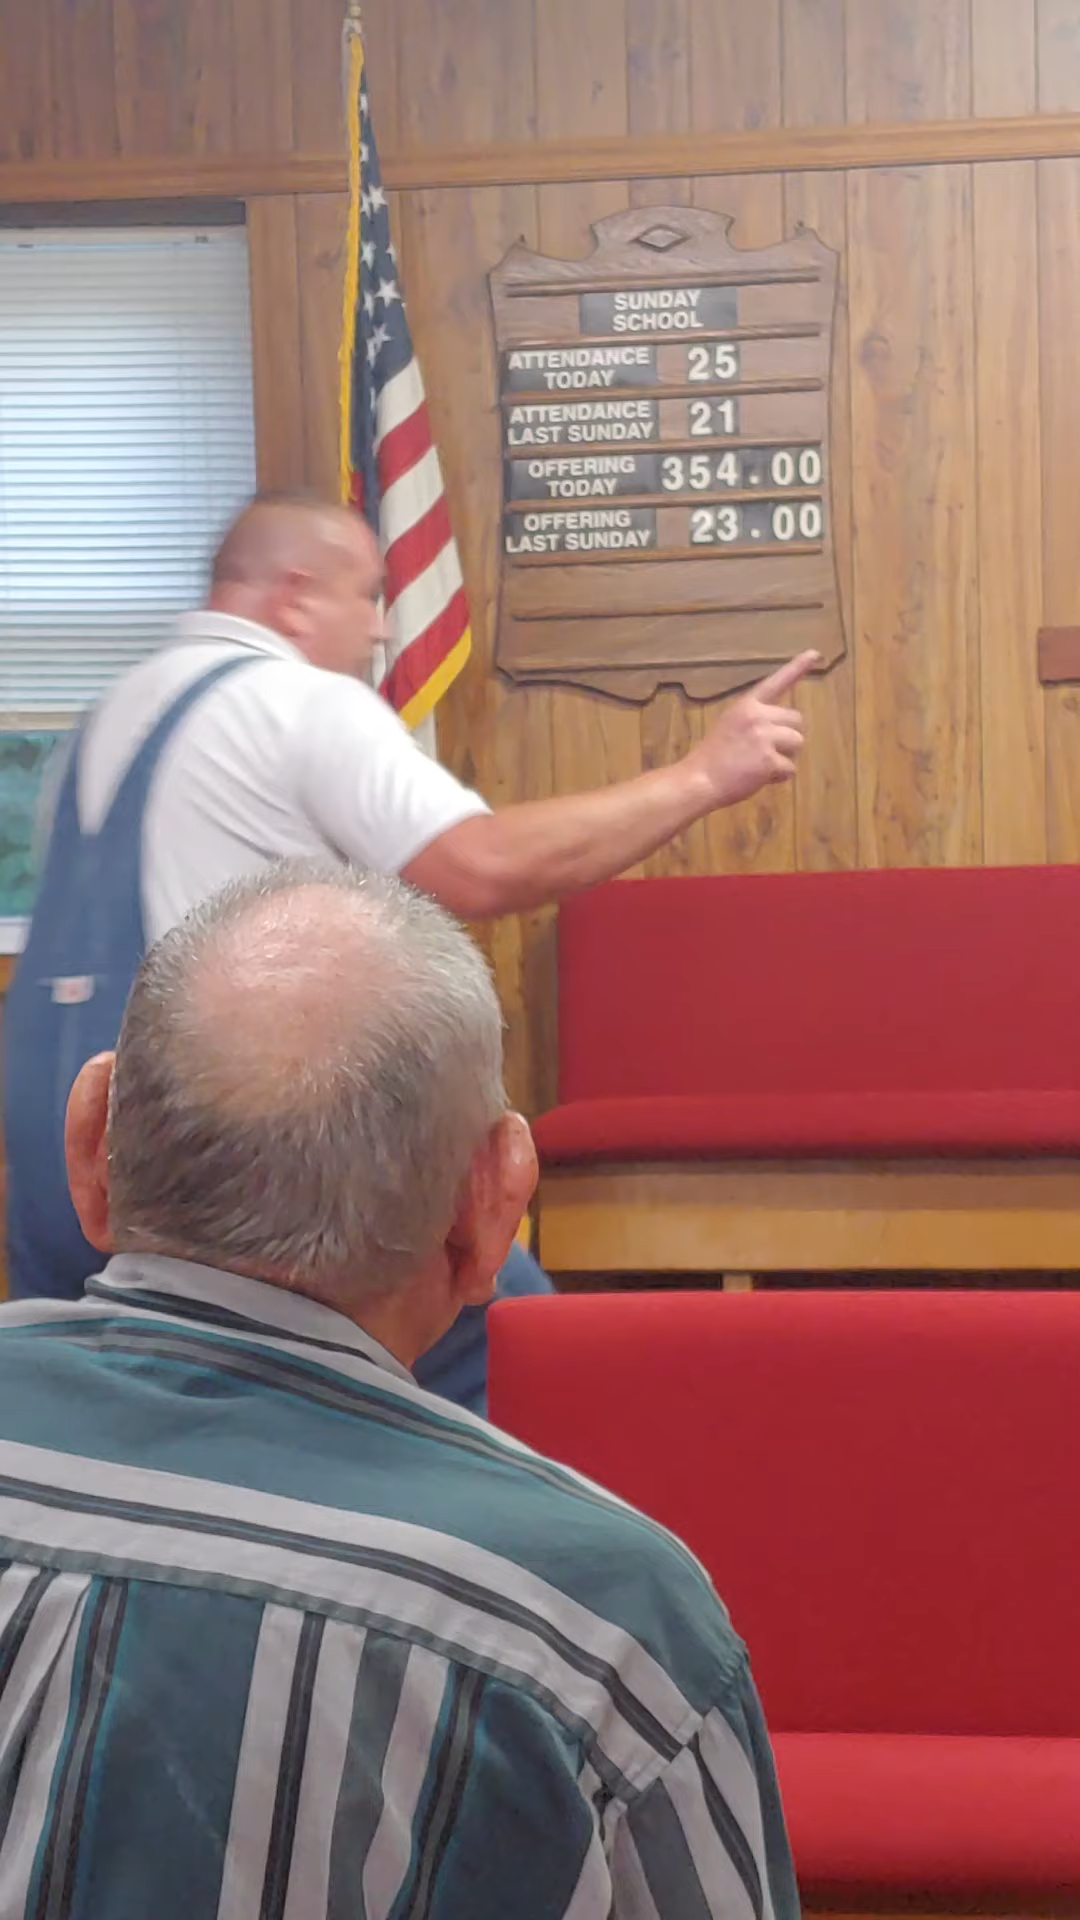 SUNDAY
SCHOOL
ATTENDANCE
TODAY 25
ATTENDANCE
LAST SUNDAY 21
OFFERING
TODAY 354.00
OFFERING
LAST SUNDAY 23.00